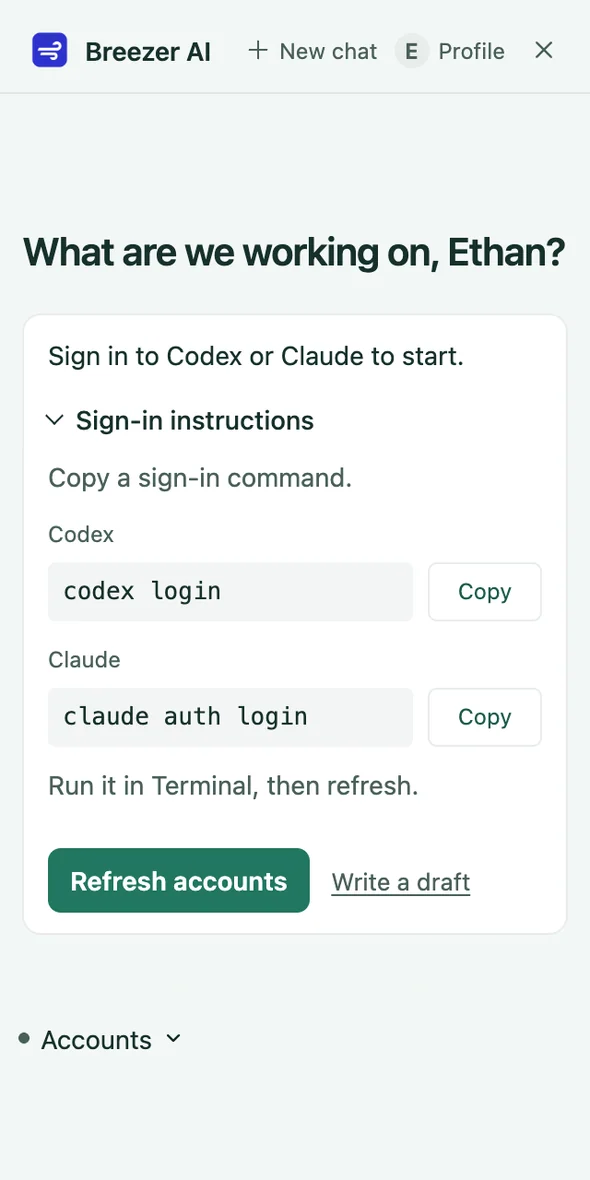 Breezer AI + New chat E Profile ×
What are we working on, Ethan?
Sign in to Codex or Claude to start.
Sign-in instructions
Copy a sign-in command.
Codex
codex login Copy
Claude
claude auth login Copy
Run it in Terminal, then refresh.
Refresh accounts Write a draft
Accounts